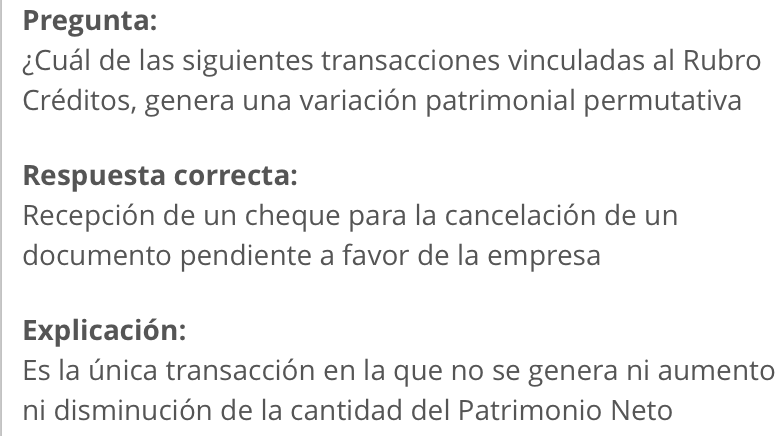 Pregunta:
¿Cuál de las siguientes transacciones vinculadas al Rubro
Créditos, genera una variación patrimonial permutativa
Respuesta correcta:
Recepción de un cheque para la cancelación de un
documento pendiente a favor de la empresa
Explicación:
Es la única transacción en la que no se genera ni aumento
ni disminución de la cantidad del Patrimonio Neto